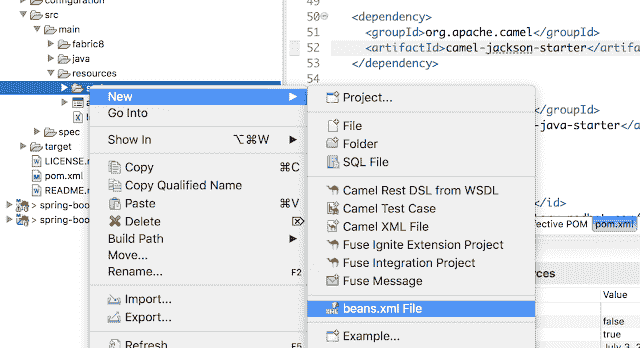 configuration
src
main
fabric8
java
resources
spec
target
LICENSE.
pom.xml
README.
> spring-boo
> spring-boo
New
Go Into
Show In ⌥⌘W
Copy ⌘C
Copy Qualified Name
Paste ⌘V
Delete ⌦
Build Path
Move...
Rename... F2
Import...
Export...
Refresh F5
Project...
File
Folder
SQL File
Camel Rest DSL from WSDL
Camel Test Case
Camel XML File
Fuse Ignite Extension Project
Fuse Integration Project
Fuse Message
beans.xml File
Example...
49
50 <dependency>
51 <groupId>org.apache.camel</groupId>
52 <artifactId>camel-jackson-starter</artifa
53 </dependency>
54
</groupId>
-java-starter</a
></id>
fective POM pom.xml
rces
Value
false
true